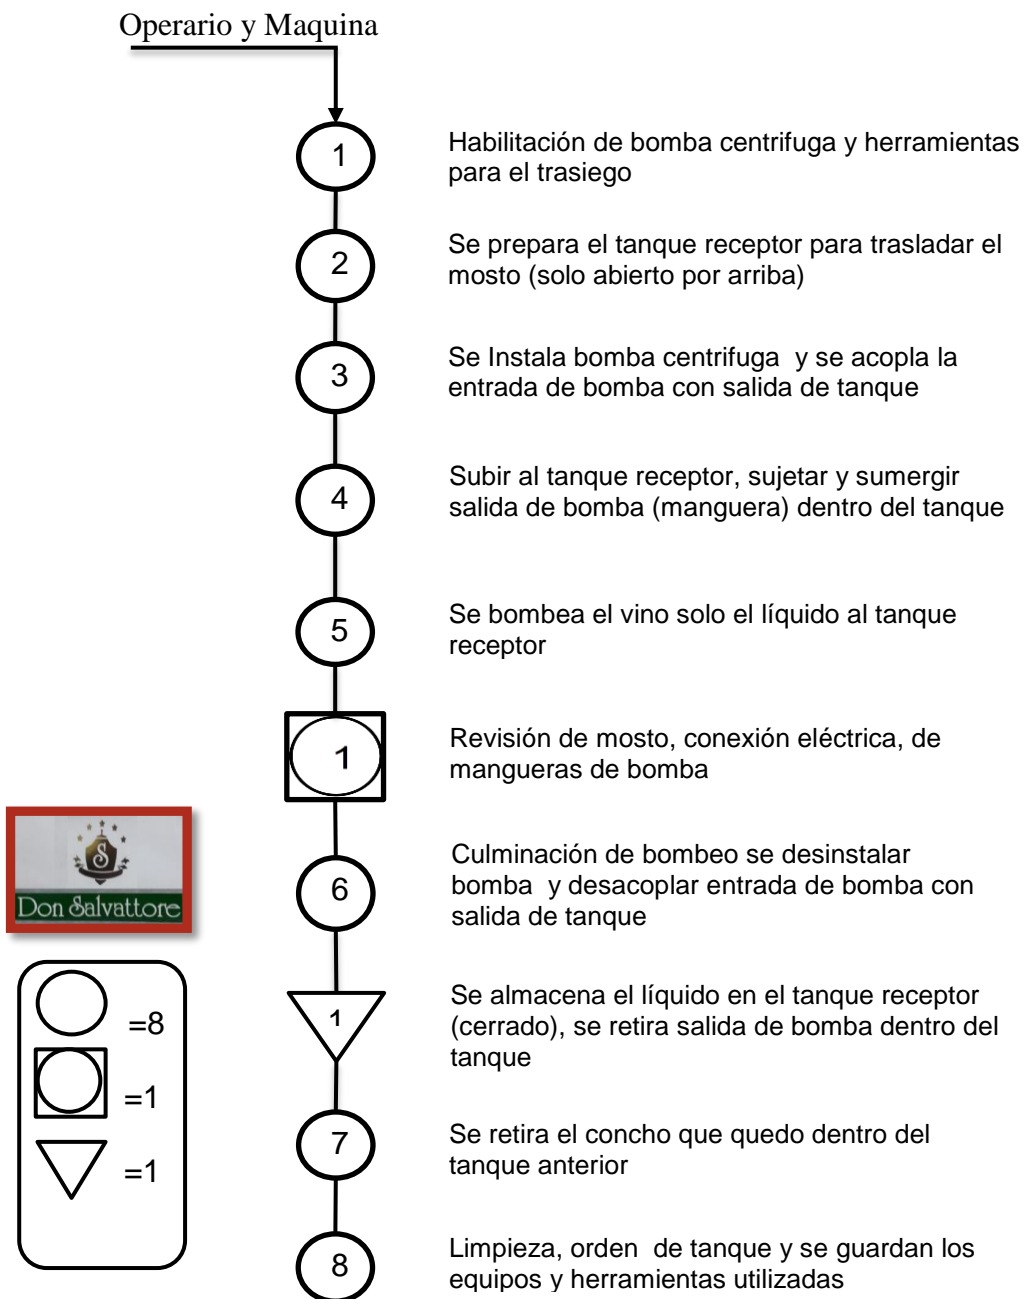 Operario y Maquina
1
Habilitación de bomba centrifuga y herramientas
para el trasiego
2
Se prepara el tanque receptor para trasladar el
mosto (solo abierto por arriba)
3
Se Instala bomba centrifuga  y se acopla la
entrada de bomba con salida de tanque
4
Subir al tanque receptor, sujetar y sumergir
salida de bomba (manguera) dentro del tanque
5
Se bombea el vino solo el líquido al tanque
receptor
1
Revisión de mosto, conexión eléctrica, de
mangueras de bomba
6
Culminación de bombeo se desinstalar
bomba  y desacoplar entrada de bomba con
salida de tanque
1
Se almacena el líquido en el tanque receptor
(cerrado), se retira salida de bomba dentro del
tanque
7
Se retira el concho que quedo dentro del
tanque anterior
8
Limpieza, orden  de tanque y se guardan los
equipos y herramientas utilizadas
S
Don Salvattore
=8
=1
=1